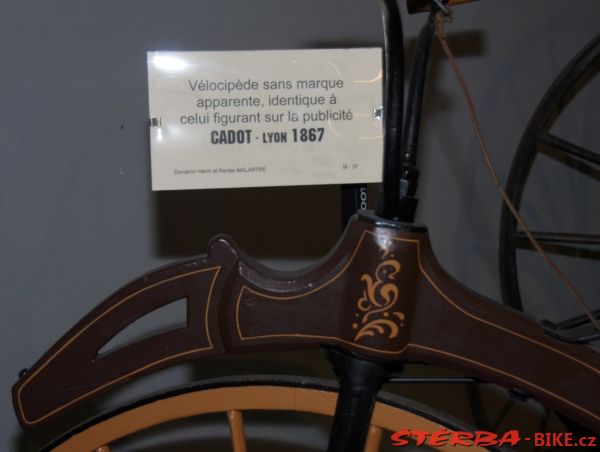 Vélocipède sans marque
apparente, identique à
celui figurant sur la publicité
CADOT - LYON 1867
Donation Henri et Renée MALARTRE M - 37
ŠTĚRBA-BIKE.cz